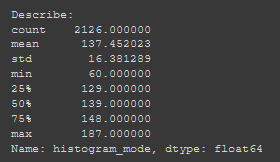 Describe:
count    2126.000000
mean      137.452023
std        16.381289
min        60.000000
25%       129.000000
50%       139.000000
75%       148.000000
max       187.000000
Name: histogram_mode, dtype: float64